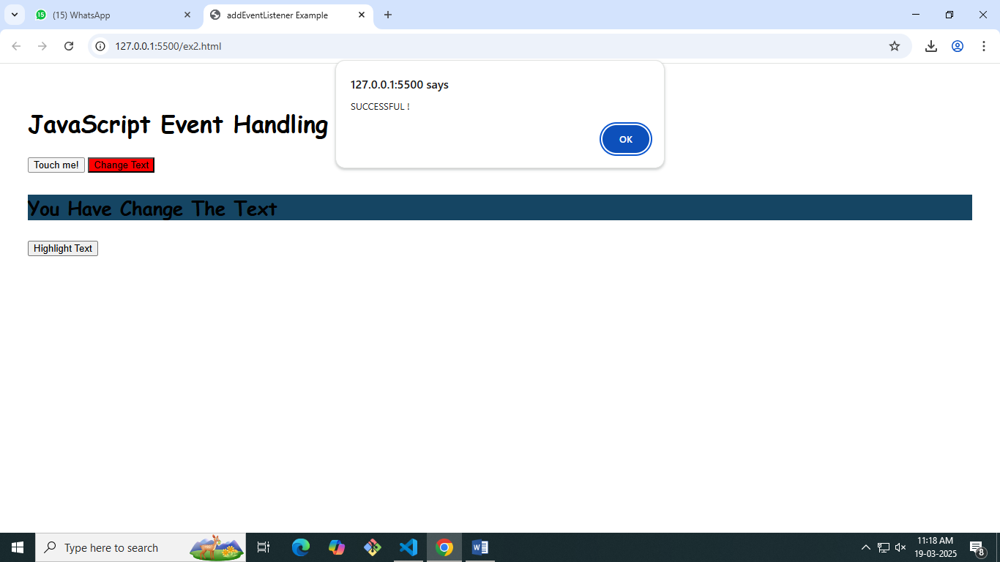 (15) WhatsApp
addEventListener Example
127.0.0.1:5500/ex2.html
127.0.0.1:5500 says
SUCCESSFUL !
OK
JavaScript Event Handling
Touch me! Change Text
You Have Change The Text
Highlight Text
Type here to search
11:18 AM
19-03-2025
8